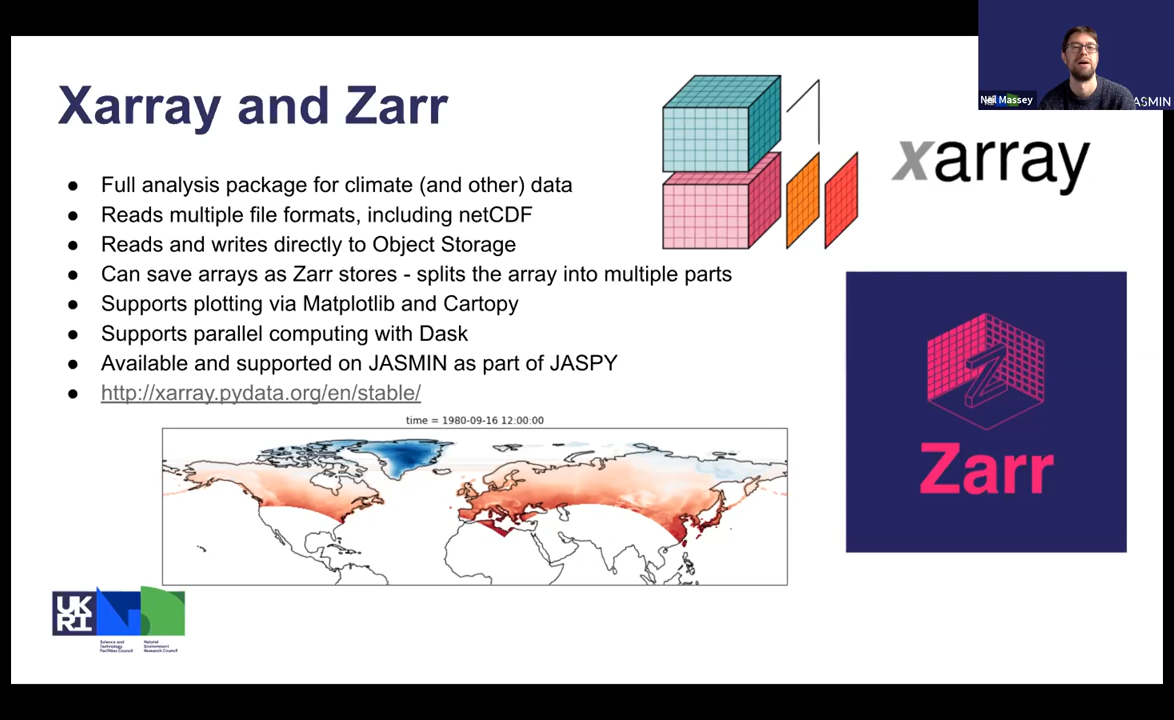 Xarray and Zarr
● Full analysis package for climate (and other) data
● Reads multiple file formats, including netCDF
● Reads and writes directly to Object Storage
● Can save arrays as Zarr stores - splits the array into multiple parts
● Supports plotting via Matplotlib and Cartopy
● Supports parallel computing with Dask
● Available and supported on JASMIN as part of JASPY
● http://xarray.pydata.org/en/stable/
time = 1980-09-16 12:00:00
xarray
Zarr
Neil Massey
ASMIN
UK
RI
Science and
Technology
Facilities Council
Natural
Environment
Research Council